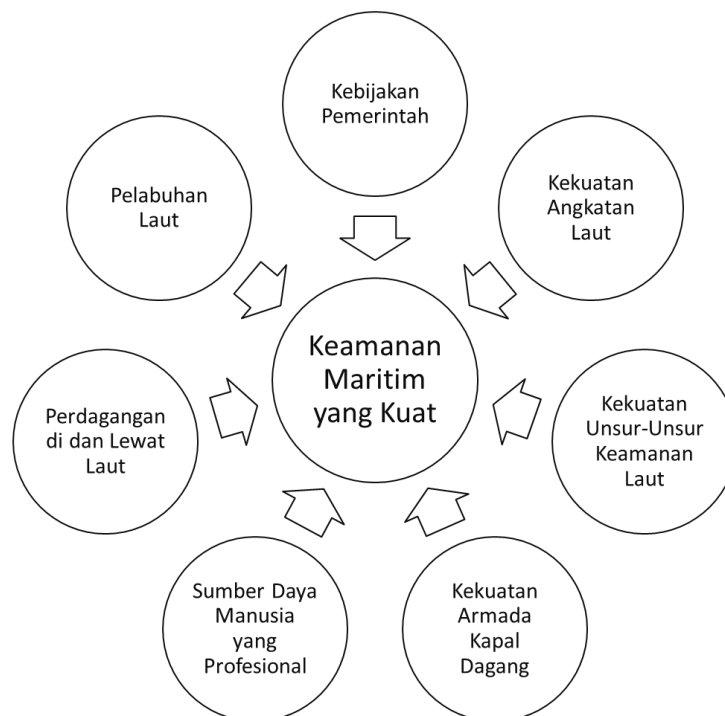 Kebijakan
Pemerintah
Kekuatan
Angkatan
Laut
Kekuatan
Unsur-Unsur
Keamanan
Laut
Kekuatan
Armada
Kapal
Dagang
Sumber Daya
Manusia
yang
Profesional
Perdagangan
di dan Lewat
Laut
Pelabuhan
Laut
Keamanan
Maritim
yang Kuat